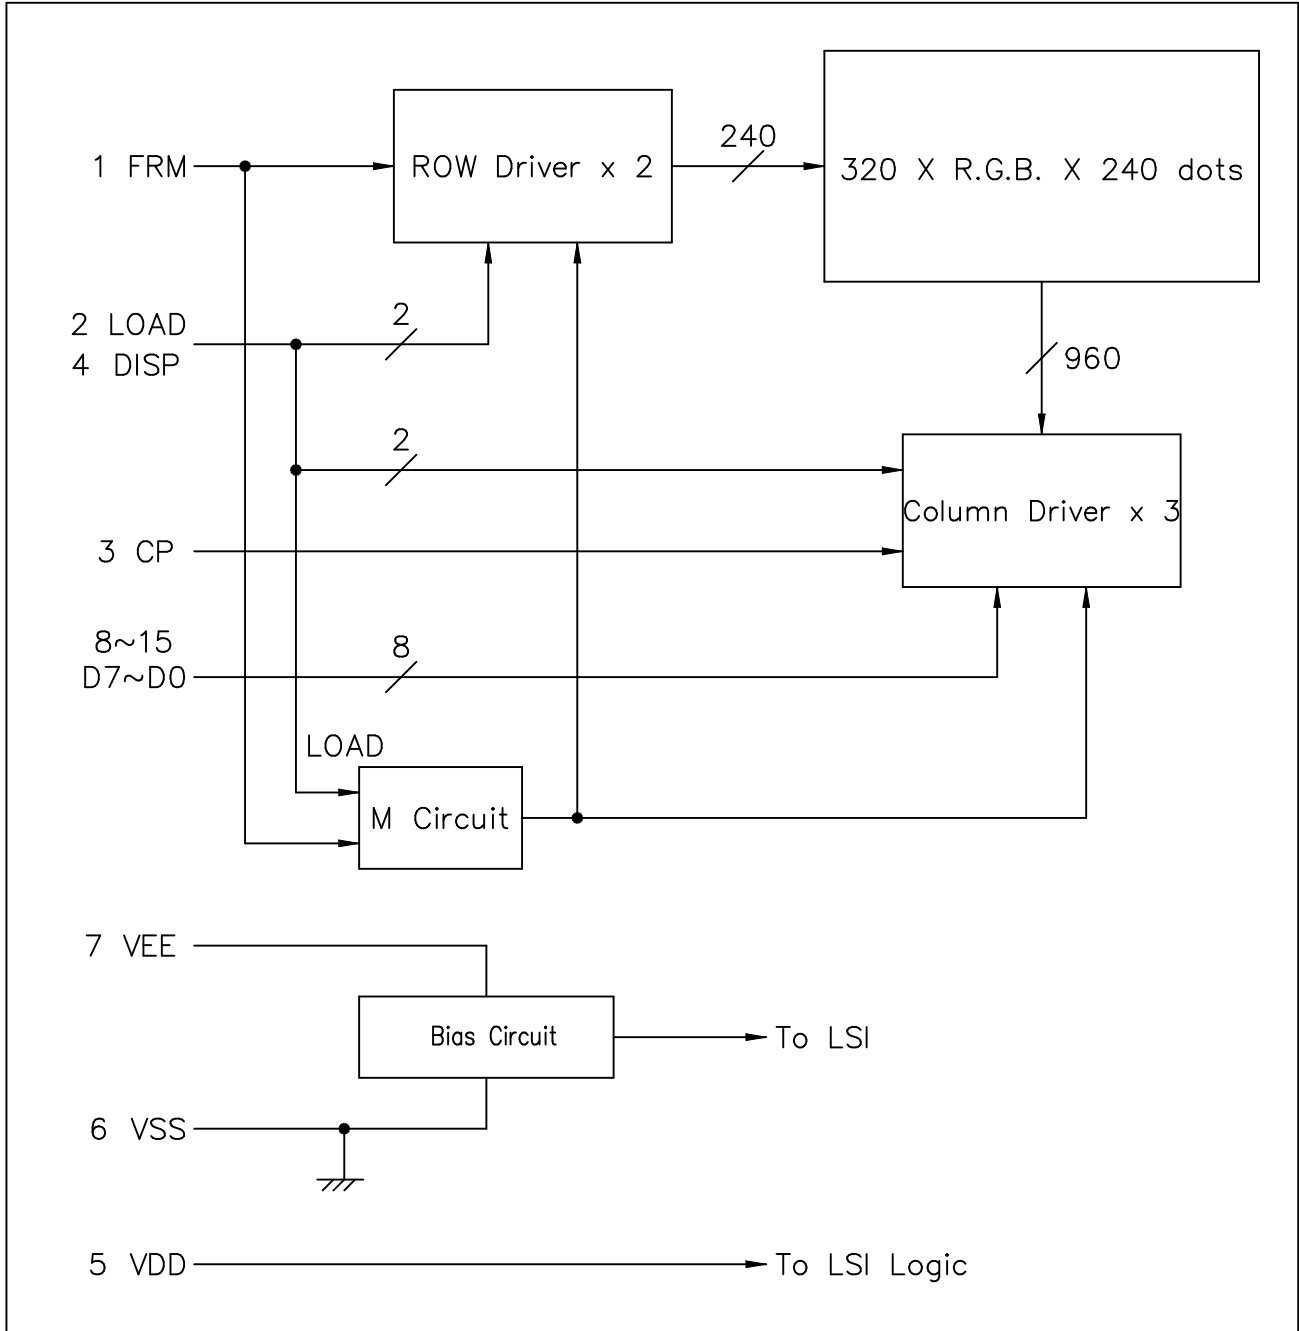 240
1 FRM
ROW Driver x 2
320 X R.G.B. X 240 dots
2
2 LOAD
4 DISP
960
2
Column Driver x 3
3 CP
8~15
D7~D0
8
LOAD
M Circuit
7 VEE
Bias Circuit
To LSI
6 VSS
5 VDD
To LSI Logic